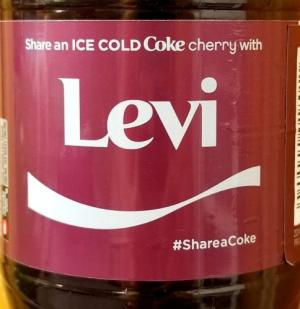 Share an ICE COLD Coke cherry with
Levi
#ShareaCoke